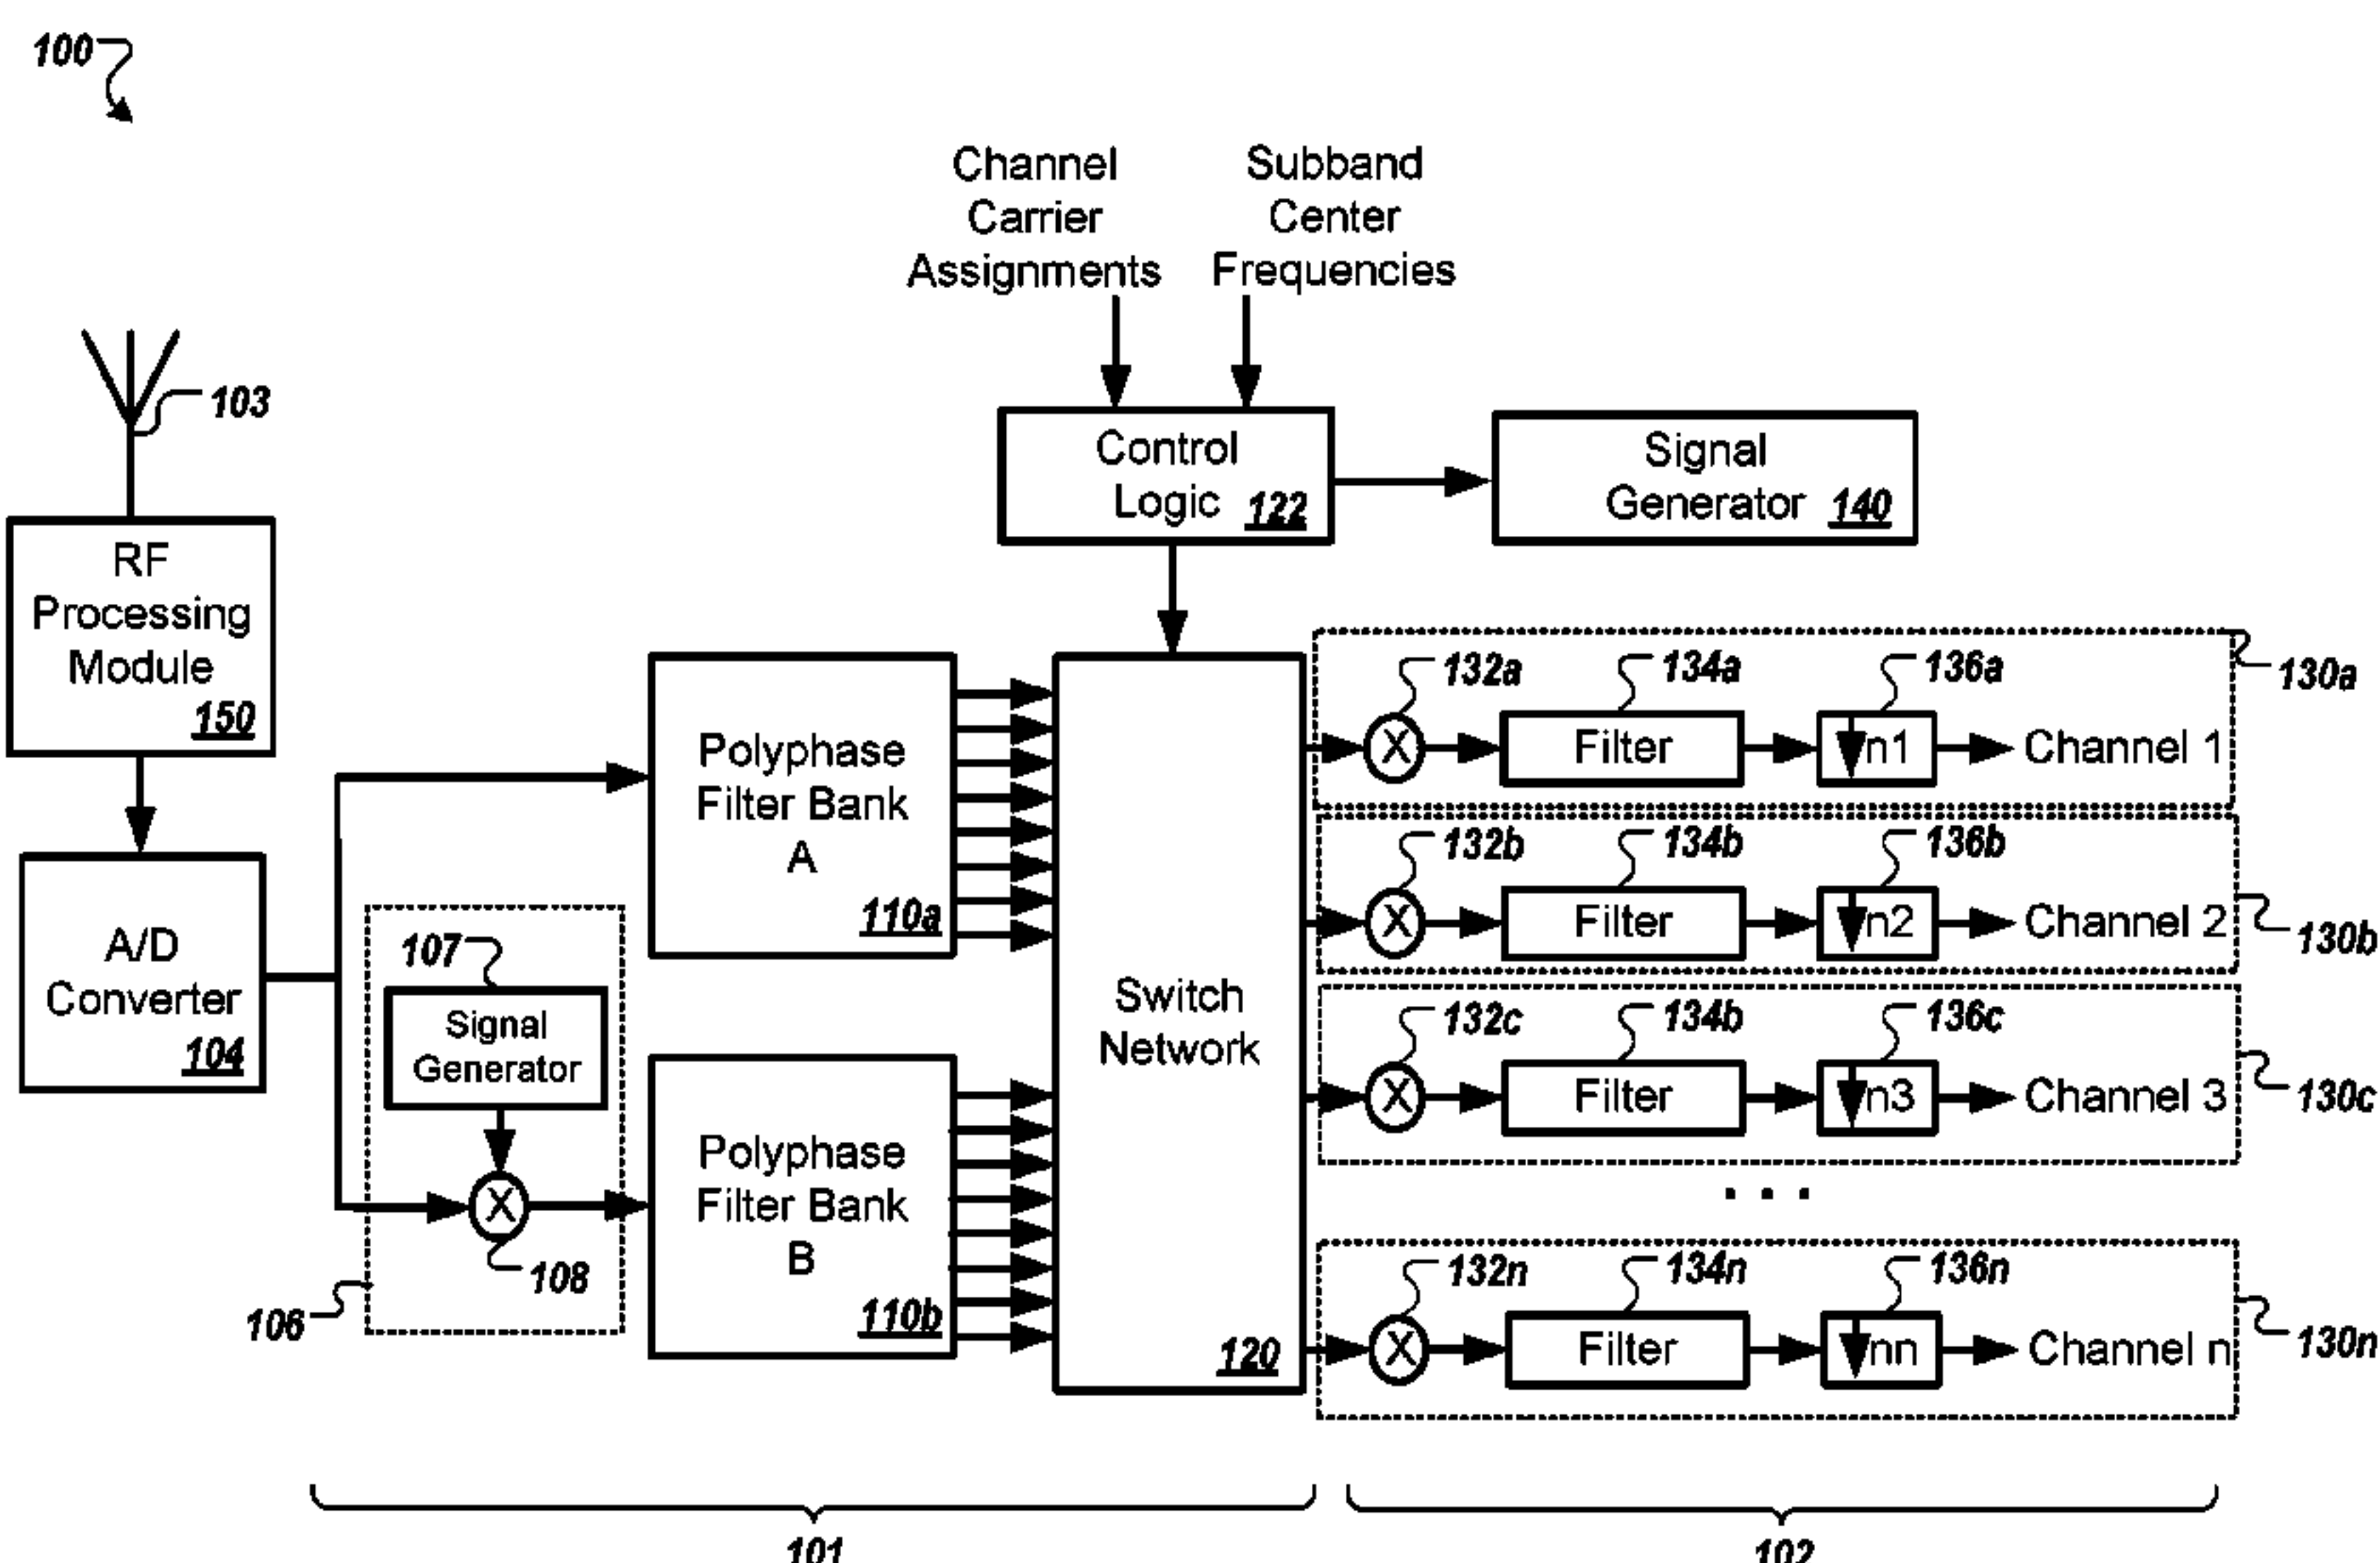 100
Channel
Carrier
Assignments
Subband
Center
Frequencies
103
Control
Logic 122
Signal
Generator 140
RF
Processing
Module
150
A/D
Converter
104
107
Signal
Generator
X
108
106
Polyphase
Filter Bank
A
110a
Polyphase
Filter Bank
B
110b
Switch
Network
120
132a 134a 136a 130a
X Filter n1 Channel 1
132b 134b 136b
X Filter n2 Channel 2 130b
132c 134b 136c
X Filter n3 Channel 3 130c
. . .
132n 134n 136n
X Filter nn Channel n 130n
101 102